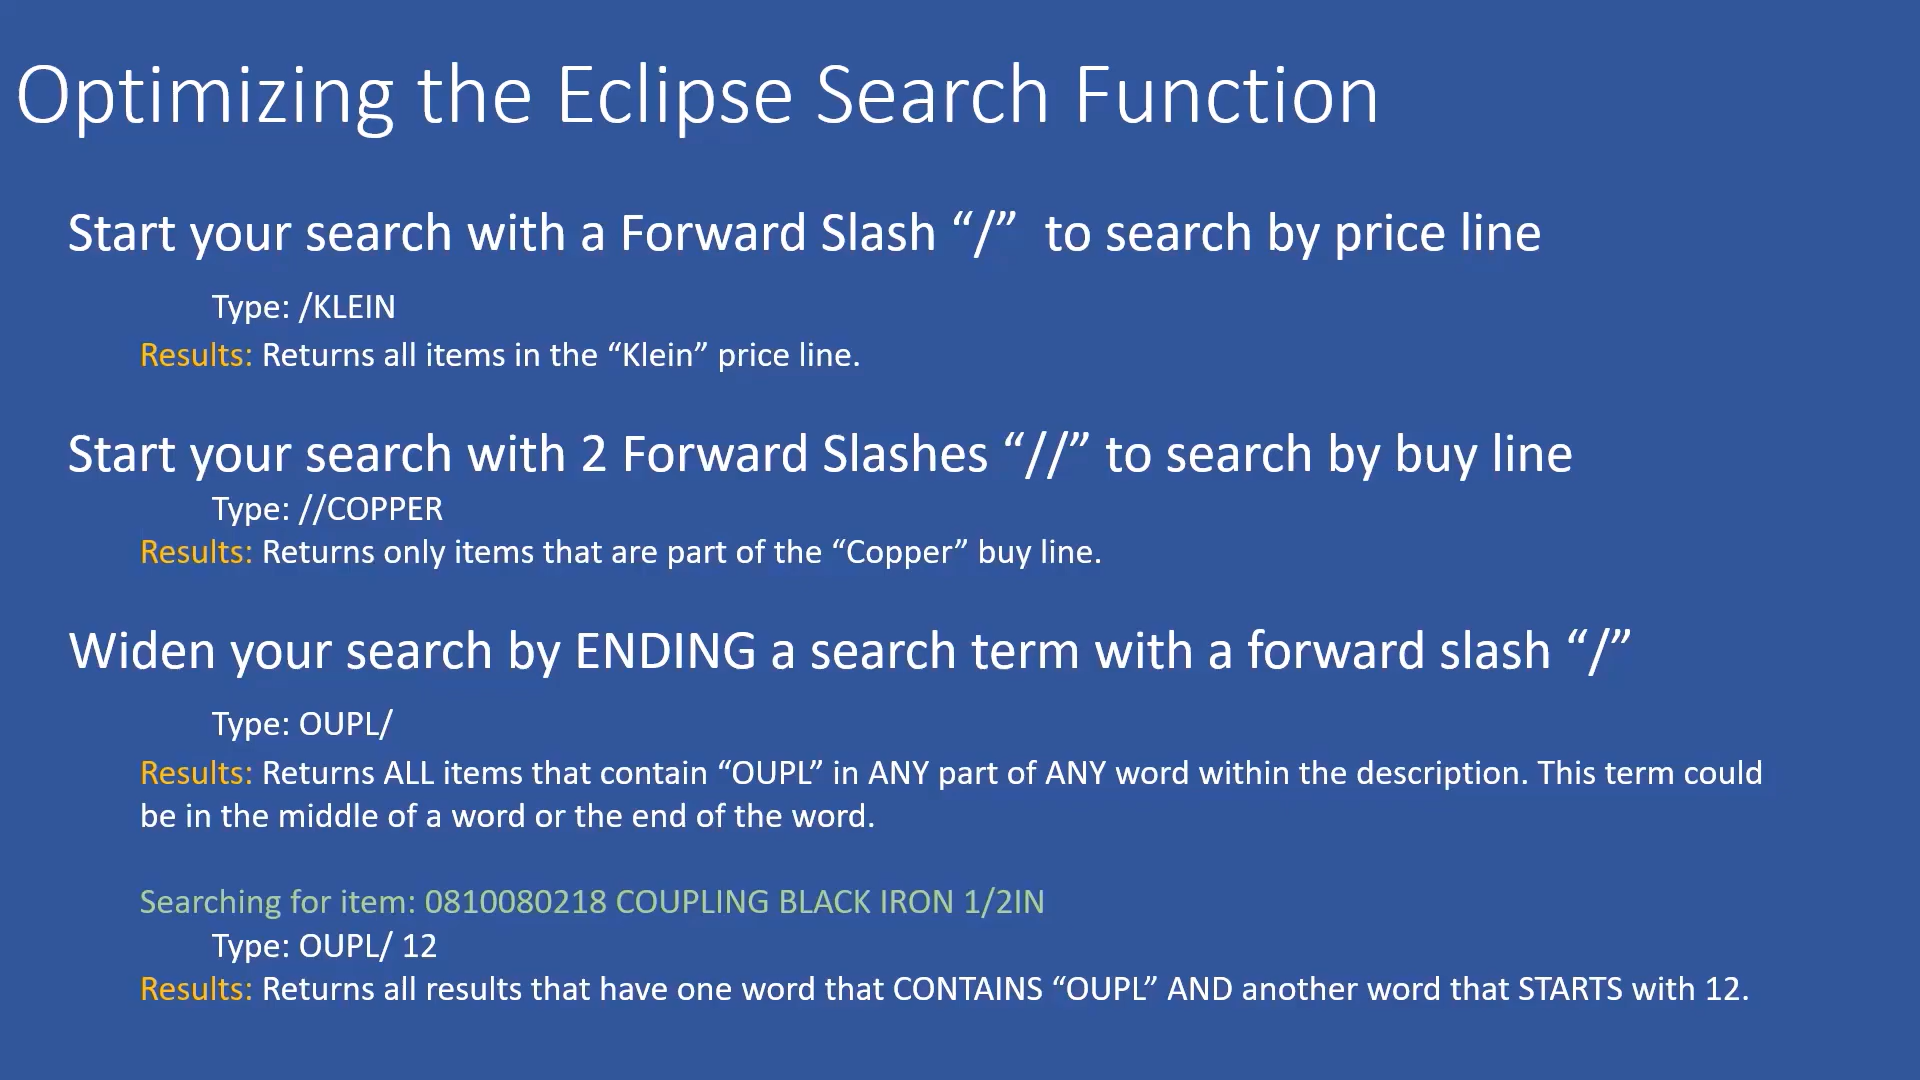 Optimizing the Eclipse Search Function
Start your search with a Forward Slash “/”  to search by price line
Type: /KLEIN
Results: Returns all items in the “Klein” price line.
Start your search with 2 Forward Slashes “//” to search by buy line
Type: //COPPER
Results: Returns only items that are part of the “Copper” buy line.
Widen your search by ENDING a search term with a forward slash “/”
Type: OUPL/
Results: Returns ALL items that contain “OUPL” in ANY part of ANY word within the description. This term could
be in the middle of a word or the end of the word.
Searching for item: 0810080218 COUPLING BLACK IRON 1/2IN
Type: OUPL/ 12
Results: Returns all results that have one word that CONTAINS “OUPL” AND another word that STARTS with 12.